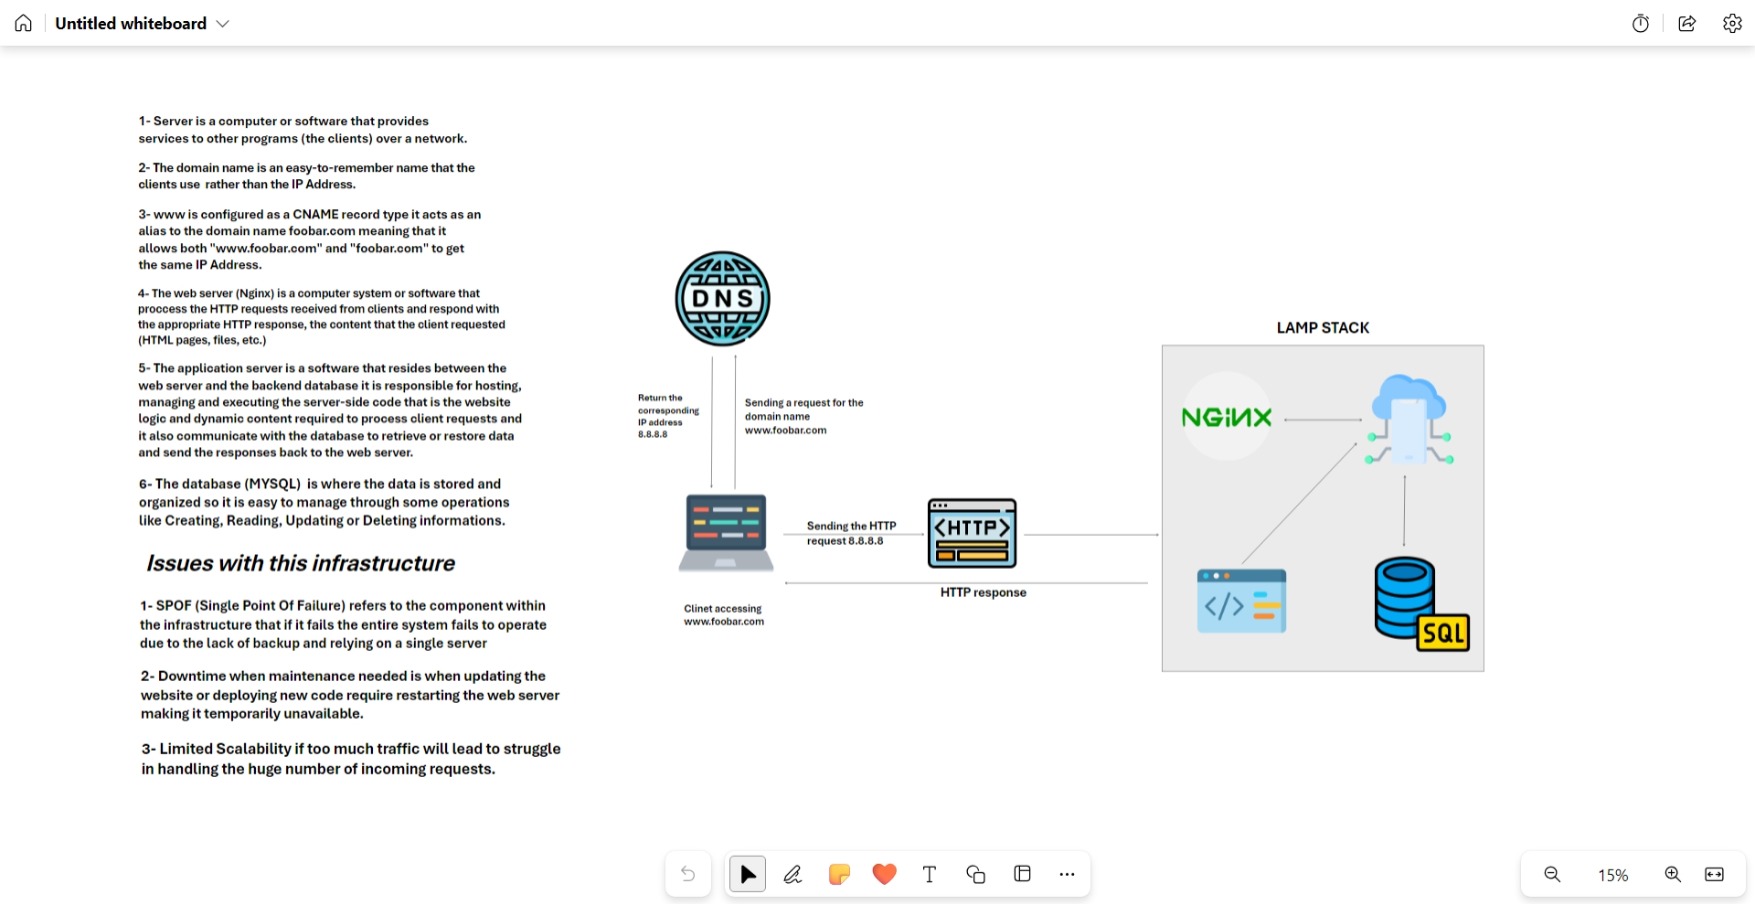 Untitled whiteboard
1- Server is a computer or software that provides
services to other programs (the clients) over a network.
2- The domain name is an easy-to-remember name that the
clients use rather than the IP Address.
3- www is configured as a CNAME record type it acts as an
alias to the domain name foobar.com meaning that it
allows both "www.foobar.com" and "foobar.com" to get
the same IP Address.
4- The web server (Nginx) is a computer system or software that
proccess the HTTP requests received from clients and respond with
the appropriate HTTP response, the content that the client requested
(HTML pages, files, etc.)
5- The application server is a software that resides between the
web server and the backend database it is responsible for hosting,
managing and executing the server-side code that is the website
logic and dynamic content required to process client requests and
it also communicate with the database to retrieve or restore data
and send the responses back to the web server.
6- The database (MYSQL) is where the data is stored and
organized so it is easy to manage through some operations
like Creating, Reading, Updating or Deleting informations.
Issues with this infrastructure
1- SPOF (Single Point Of Failure) refers to the component within
the infrastructure that if it fails the entire system fails to operate
due to the lack of backup and relying on a single server
2- Downtime when maintenance needed is when updating the
website or deploying new code require restarting the web server
making it temporarily unavailable.
3- Limited Scalability if too much traffic will lead to struggle
in handling the huge number of incoming requests.
DNS
Return the
corresponding
IP address
8.8.8.8
Sending a request for the
domain name
www.foobar.com
Sending the HTTP
request 8.8.8.8
<HTTP>
HTTP response
Clinet accessing
www.foobar.com
LAMP STACK
NGiNX
</>
SQL
T
15%